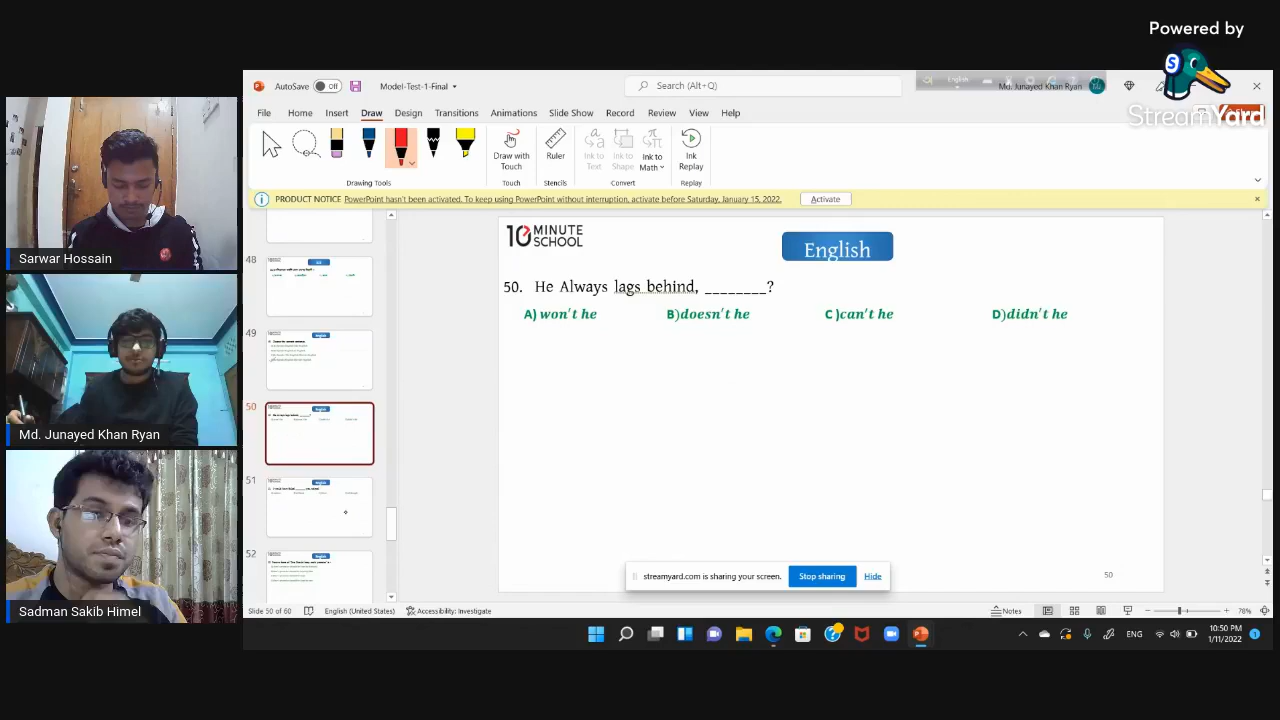 Powered by
StreamYard
AutoSave Off Model-Test-1-Final Search (Alt+Q) English Md. Junayed Khan Ryan
File Home Insert Draw Design Transitions Animations Slide Show Record Review View Help
Draw with Touch Ruler Ink to Text Ink to Shape Ink to Math Ink Replay
Drawing Tools Touch Stencils Convert Replay
PRODUCT NOTICE PowerPoint hasn't been activated. To keep using PowerPoint without interruption, activate before Saturday, January 15, 2022. Activate
Sarwar Hossain
Md. Junayed Khan Ryan
Sadman Sakib Himel
48
49
50
51
52
10 MINUTE SCHOOL
English
50. He Always lags behind, ________?
A) won't he B)doesn't he C )can't he D)didn't he
streamyard.com is sharing your screen. Stop sharing Hide
50
Slide 50 of 60 English (United States) Accessibility: Investigate Notes 78%
ENG 10:50 PM
1/11/2022 1